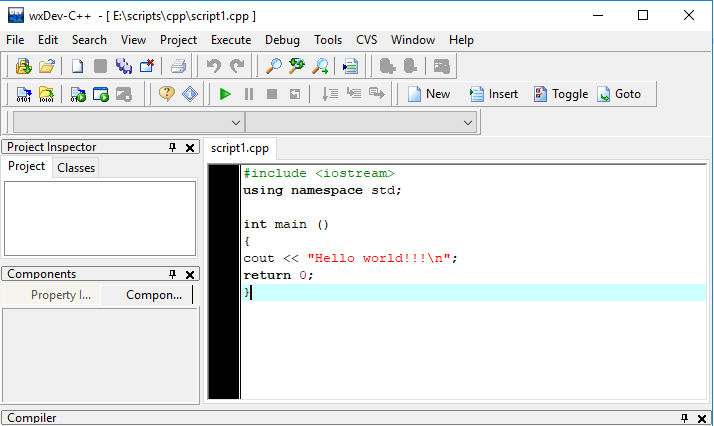 wxDev-C++ - [ E:\scripts\cpp\script1.cpp ]
File Edit Search View Project Execute Debug Tools CVS Window Help
New Insert Toggle Goto
Project Inspector
Project Classes
script1.cpp
#include <iostream>
using namespace std;
int main ()
{
cout << "Hello world!!!\n";
return 0;
}
Components
Property I... Compon...
Compiler